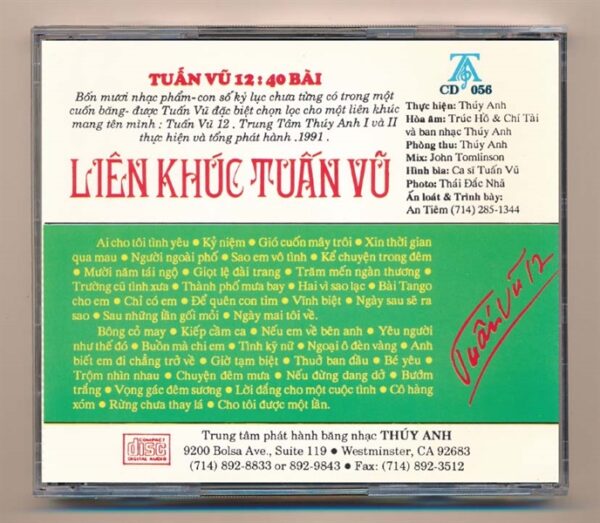 TUẤN VŨ 12 : 40 BÀI
Bốn mươi nhạc phẩm-con số kỷ lục chưa từng có trong một
cuốn băng- được Tuấn Vũ đặc biệt chọn lọc cho một liên khúc
mang tên mình : Tuấn Vũ 12 . Trung Tâm Thúy Anh I và II
thực hiện và tổng phát hành .1991 .
LIÊN KHÚC TUẤN VŨ
TA
CD 056
Thực hiện: Thúy Anh
Hòa âm: Trúc Hồ & Chí Tài
và ban nhạc Thúy Anh
Phòng thu: Thúy Anh
Mix: John Tomlinson
Hình bìa: Ca sĩ Tuấn Vũ
Photo: Thái Đắc Nhã
Ấn loát & Trình bày:
An Tiêm (714) 285-1344
Ai cho tôi tình yêu • Kỷ niệm • Gió cuốn mây trôi • Xin thời gian
qua mau • Người ngoài phố • Sao em vô tình • Kể chuyện trong đêm
• Mười năm tái ngộ • Giọt lệ đài trang • Trăm mến ngàn thương •
Trường cũ tình xưa • Thành phố mưa bay • Hai vì sao lạc • Bài Tango
cho em • Chỉ có em • Để quên con tim • Vĩnh biệt • Ngày sau sẽ ra
sao • Sau những lần gối mỏi • Ngày mai tôi về.
Bông cỏ may • Kiếp cầm ca • Nếu em về bên anh • Yêu người
như thế đó • Buồn mà chi em • Tình kỹ nữ • Ngoại ô đèn vàng • Anh
biết em đi chẳng trở về • Giờ tạm biệt • Thuở ban đầu • Bé yêu •
Trộm nhìn nhau • Chuyện đêm mưa • Nếu đừng dang dở • Bướm
trắng • Vọng gác đêm sương • Lời đắng cho một cuộc tình • Cô hàng
xóm • Rừng chưa thay lá • Cho tôi được một lần.
Tuấn Vũ 12
COMPACT
disc
DIGITAL AUDIO
Trung tâm phát hành băng nhạc THÚY ANH
9200 Bolsa Ave., Suite 119 • Westminster, CA 92683
(714) 892-8833 or 892-9843 • Fax: (714) 892-3512